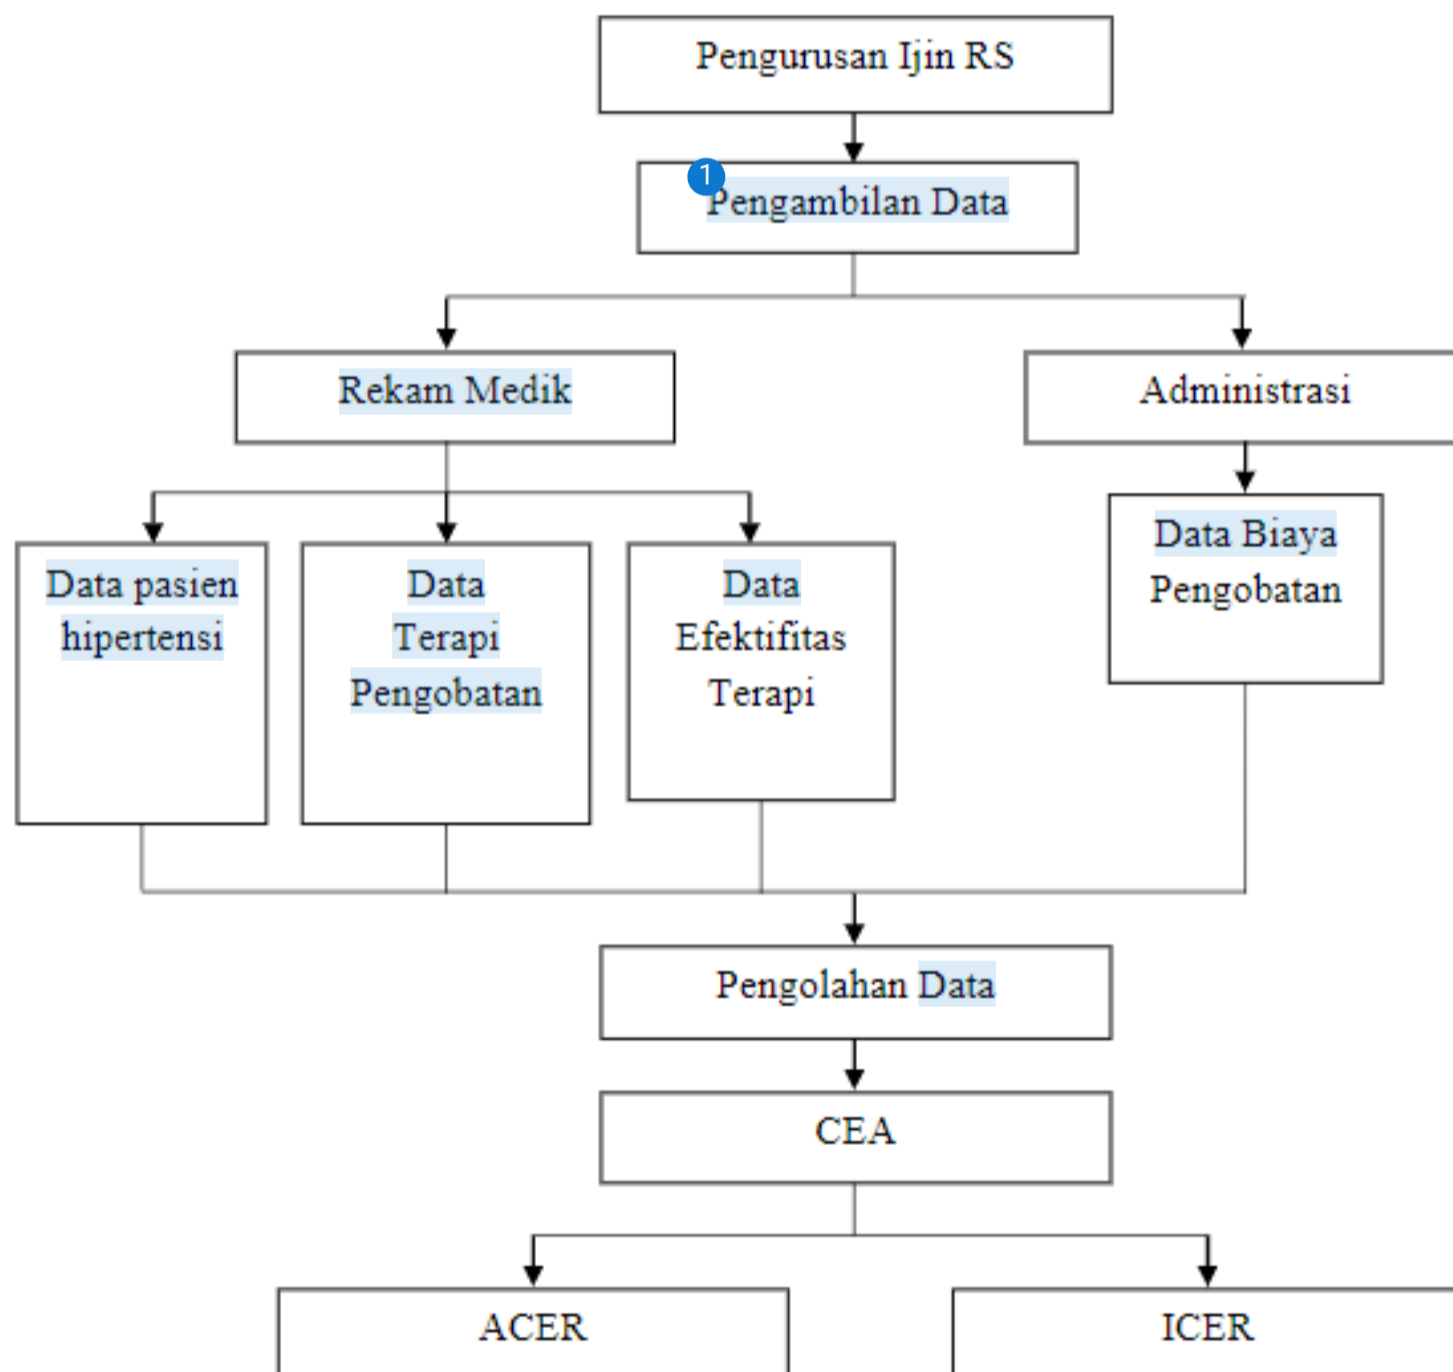 Pengurusan Ijin RS
1
Pengambilan Data
Rekam Medik
Administrasi
Data pasien
hipertensi
Data
Terapi
Pengobatan
Data
Efektifitas
Terapi
Data Biaya
Pengobatan
Pengolahan Data
CEA
ACER
ICER